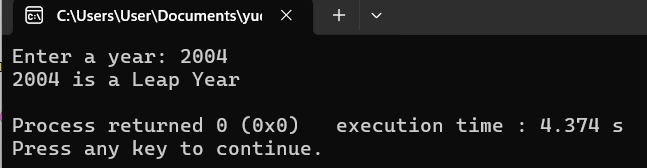 C:\Users\User\Documents\yu
Enter a year: 2004
2004 is a Leap Year
Process returned 0 (0x0)   execution time : 4.374 s
Press any key to continue.